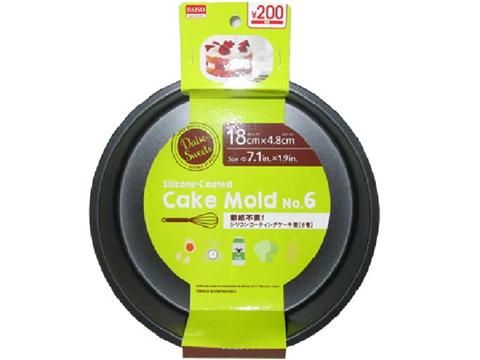 DAISO
¥200
Daiso
Sweets
18cm×4.8cm
Size Φ7.1in.×1.9in.
Silicone-Coated
Cake Mold No.6
敷紙不要!
シリコンコーティングケーキ型【6号】